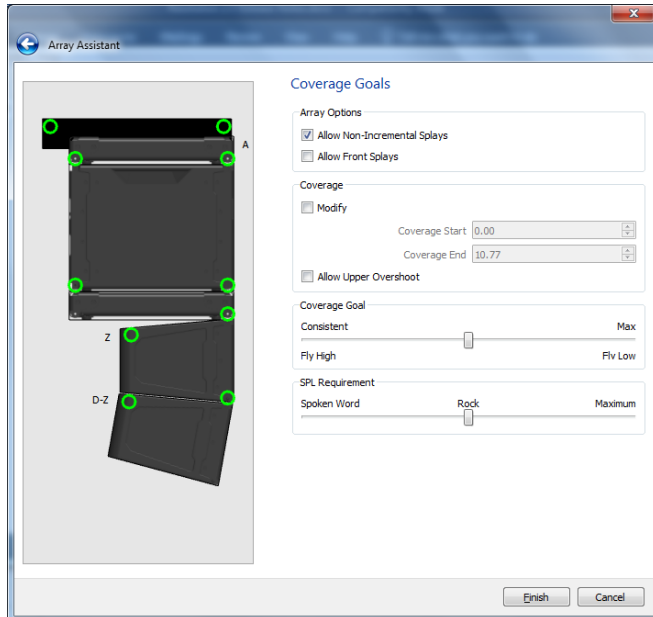 Array Assistant
Coverage Goals
Array Options
Allow Non-Incremental Splays
Allow Front Splays
Coverage
Modify
Coverage Start 0.00
Coverage End 10.77
Allow Upper Overshoot
Coverage Goal
Consistent Max
Fly High Fly Low
SPL Requirement
Spoken Word Rock Maximum
A
Z
D-Z
Finish Cancel